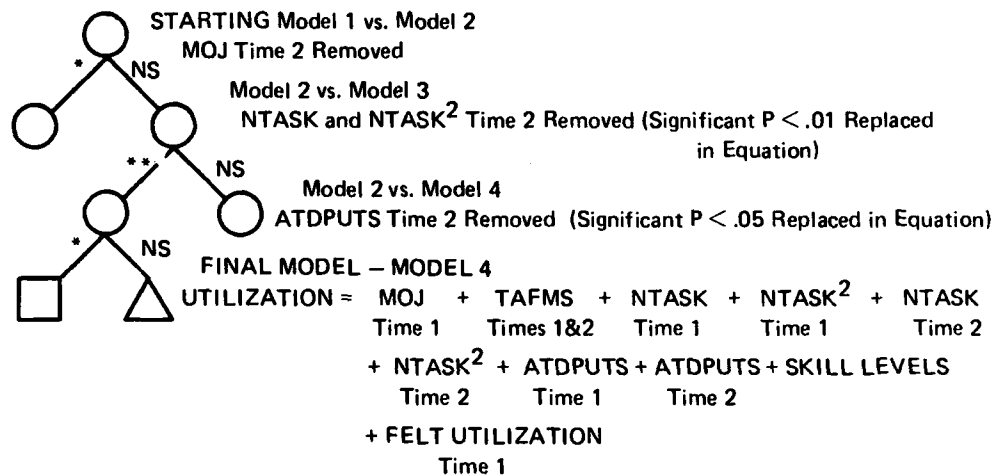 STARTING Model 1 vs. Model 2
MOJ Time 2 Removed
* NS
Model 2 vs. Model 3
NTASK and NTASK² Time 2 Removed (Significant P < .01 Replaced
in Equation)
** NS
Model 2 vs. Model 4
ATDPUTS Time 2 Removed (Significant P < .05 Replaced in Equation)
* NS
FINAL MODEL – MODEL 4
UTILIZATION = MOJ + TAFMS + NTASK + NTASK² + NTASK
Time 1 Times 1&2 Time 1 Time 1 Time 2
+ NTASK² + ATDPUTS + ATDPUTS + SKILL LEVELS
Time 2 Time 1 Time 2
+ FELT UTILIZATION
Time 1